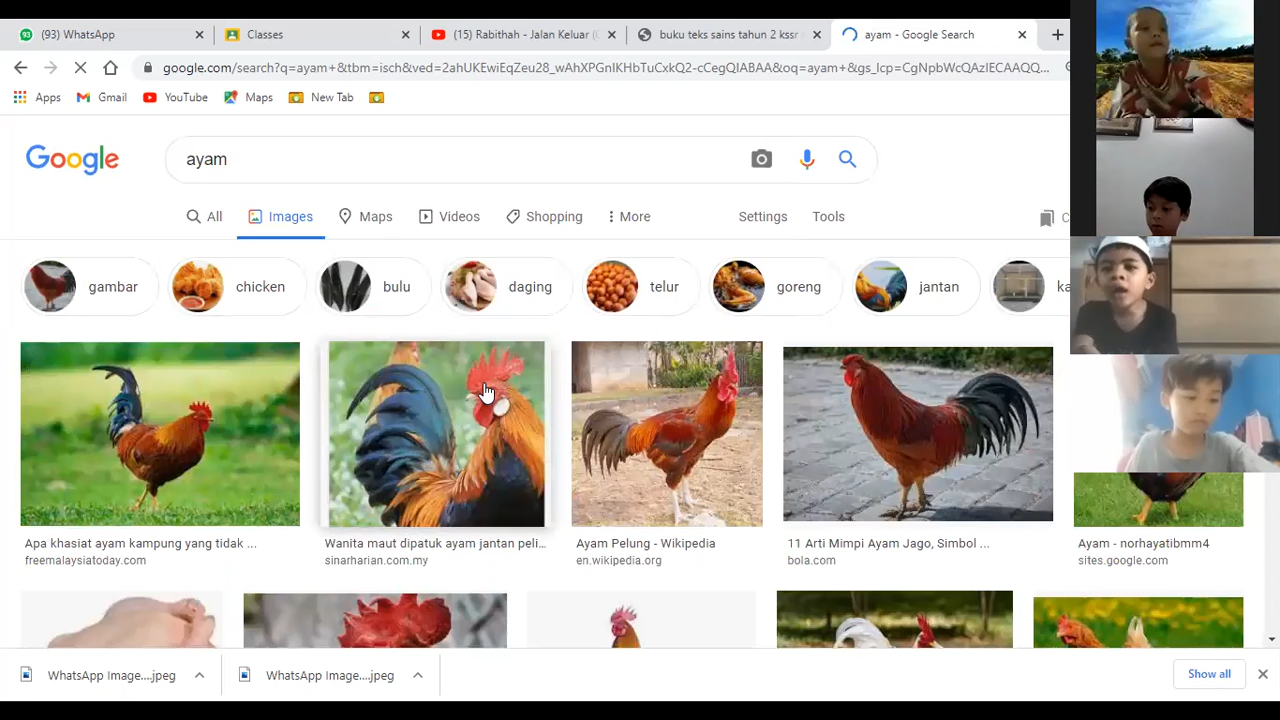 93 (93) WhatsApp
Classes
(15) Rabithah - Jalan Keluar (
buku teks sains tahun 2 kssr
ayam - Google Search
google.com/search?q=ayam+&tbm=isch&ved=2ahUKEwiEqZeuz6_wAhXPGnIKHbTuCxkQ2-cCegQIABAA&oq=ayam+&gs_lcp=CgNpbWcQAzIECAAQQ...
Apps
Gmail
YouTube
Maps
New Tab
Google
ayam
All
Images
Maps
Videos
Shopping
More
Settings
Tools
C
gambar
chicken
bulu
daging
telur
goreng
jantan
ka
Apa khasiat ayam kampung yang tidak ...
freemalaysiatoday.com
Wanita maut dipatuk ayam jantan peli...
sinarharian.com.my
Ayam Pelung - Wikipedia
en.wikipedia.org
11 Arti Mimpi Ayam Jago, Simbol ...
bola.com
Ayam - norhayatibmm4
sites.google.com
WhatsApp Image....jpeg
WhatsApp Image....jpeg
Show all